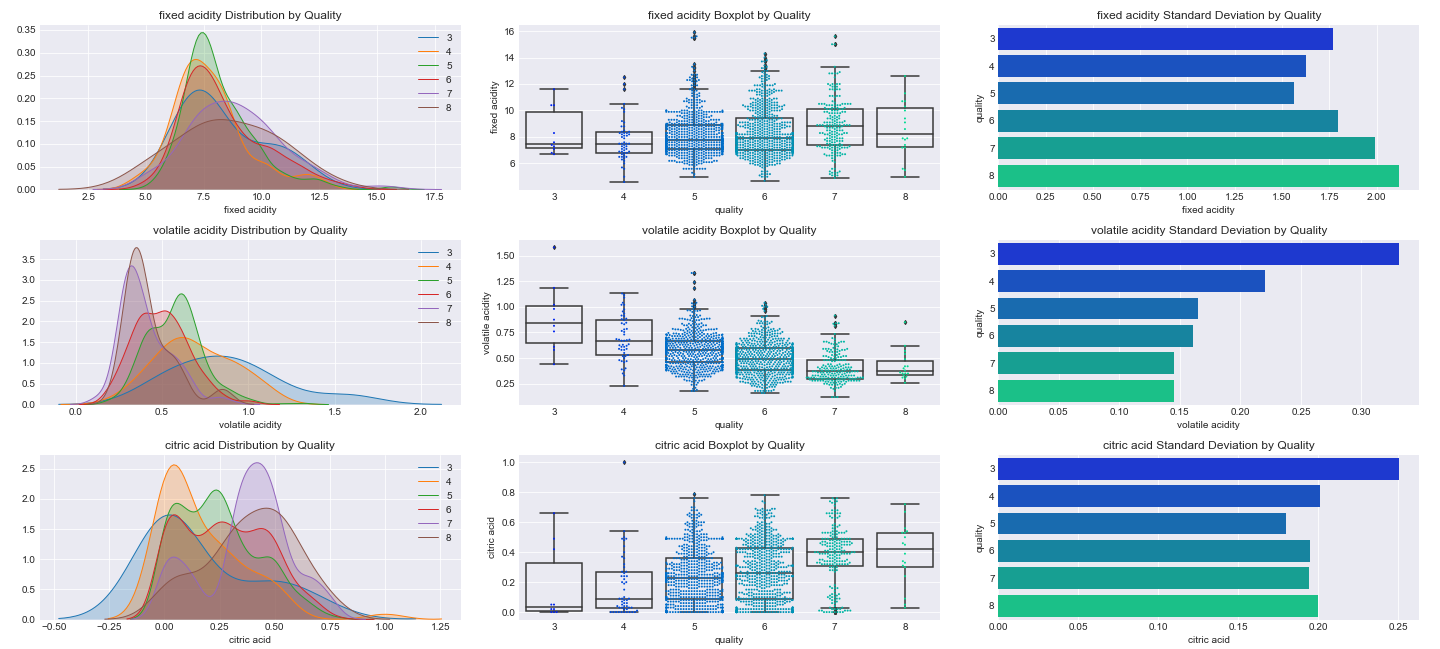 fixed acidity Distribution by Quality
0.35
0.30
0.25
0.20
0.15
0.10
0.05
0.00
3
4
5
6
7
8
2.5 5.0 7.5 10.0 12.5 15.0 17.5
fixed acidity
fixed acidity Boxplot by Quality
fixed acidity
16
14
12
10
8
6
3 4 5 6 7 8
quality
fixed acidity Standard Deviation by Quality
quality
3
4
5
6
7
8
0.00 0.25 0.50 0.75 1.00 1.25 1.50 1.75 2.00
fixed acidity
volatile acidity Distribution by Quality
3.5
3.0
2.5
2.0
1.5
1.0
0.5
0.0
3
4
5
6
7
8
0.0 0.5 1.0 1.5 2.0
volatile acidity
volatile acidity Boxplot by Quality
volatile acidity
1.50
1.25
1.00
0.75
0.50
0.25
3 4 5 6 7 8
quality
volatile acidity Standard Deviation by Quality
quality
3
4
5
6
7
8
0.00 0.05 0.10 0.15 0.20 0.25 0.30
volatile acidity
citric acid Distribution by Quality
2.5
2.0
1.5
1.0
0.5
0.0
3
4
5
6
7
8
−0.50 −0.25 0.00 0.25 0.50 0.75 1.00 1.25
citric acid
citric acid Boxplot by Quality
citric acid
1.0
0.8
0.6
0.4
0.2
0.0
3 4 5 6 7 8
quality
citric acid Standard Deviation by Quality
quality
3
4
5
6
7
8
0.00 0.05 0.10 0.15 0.20 0.25
citric acid